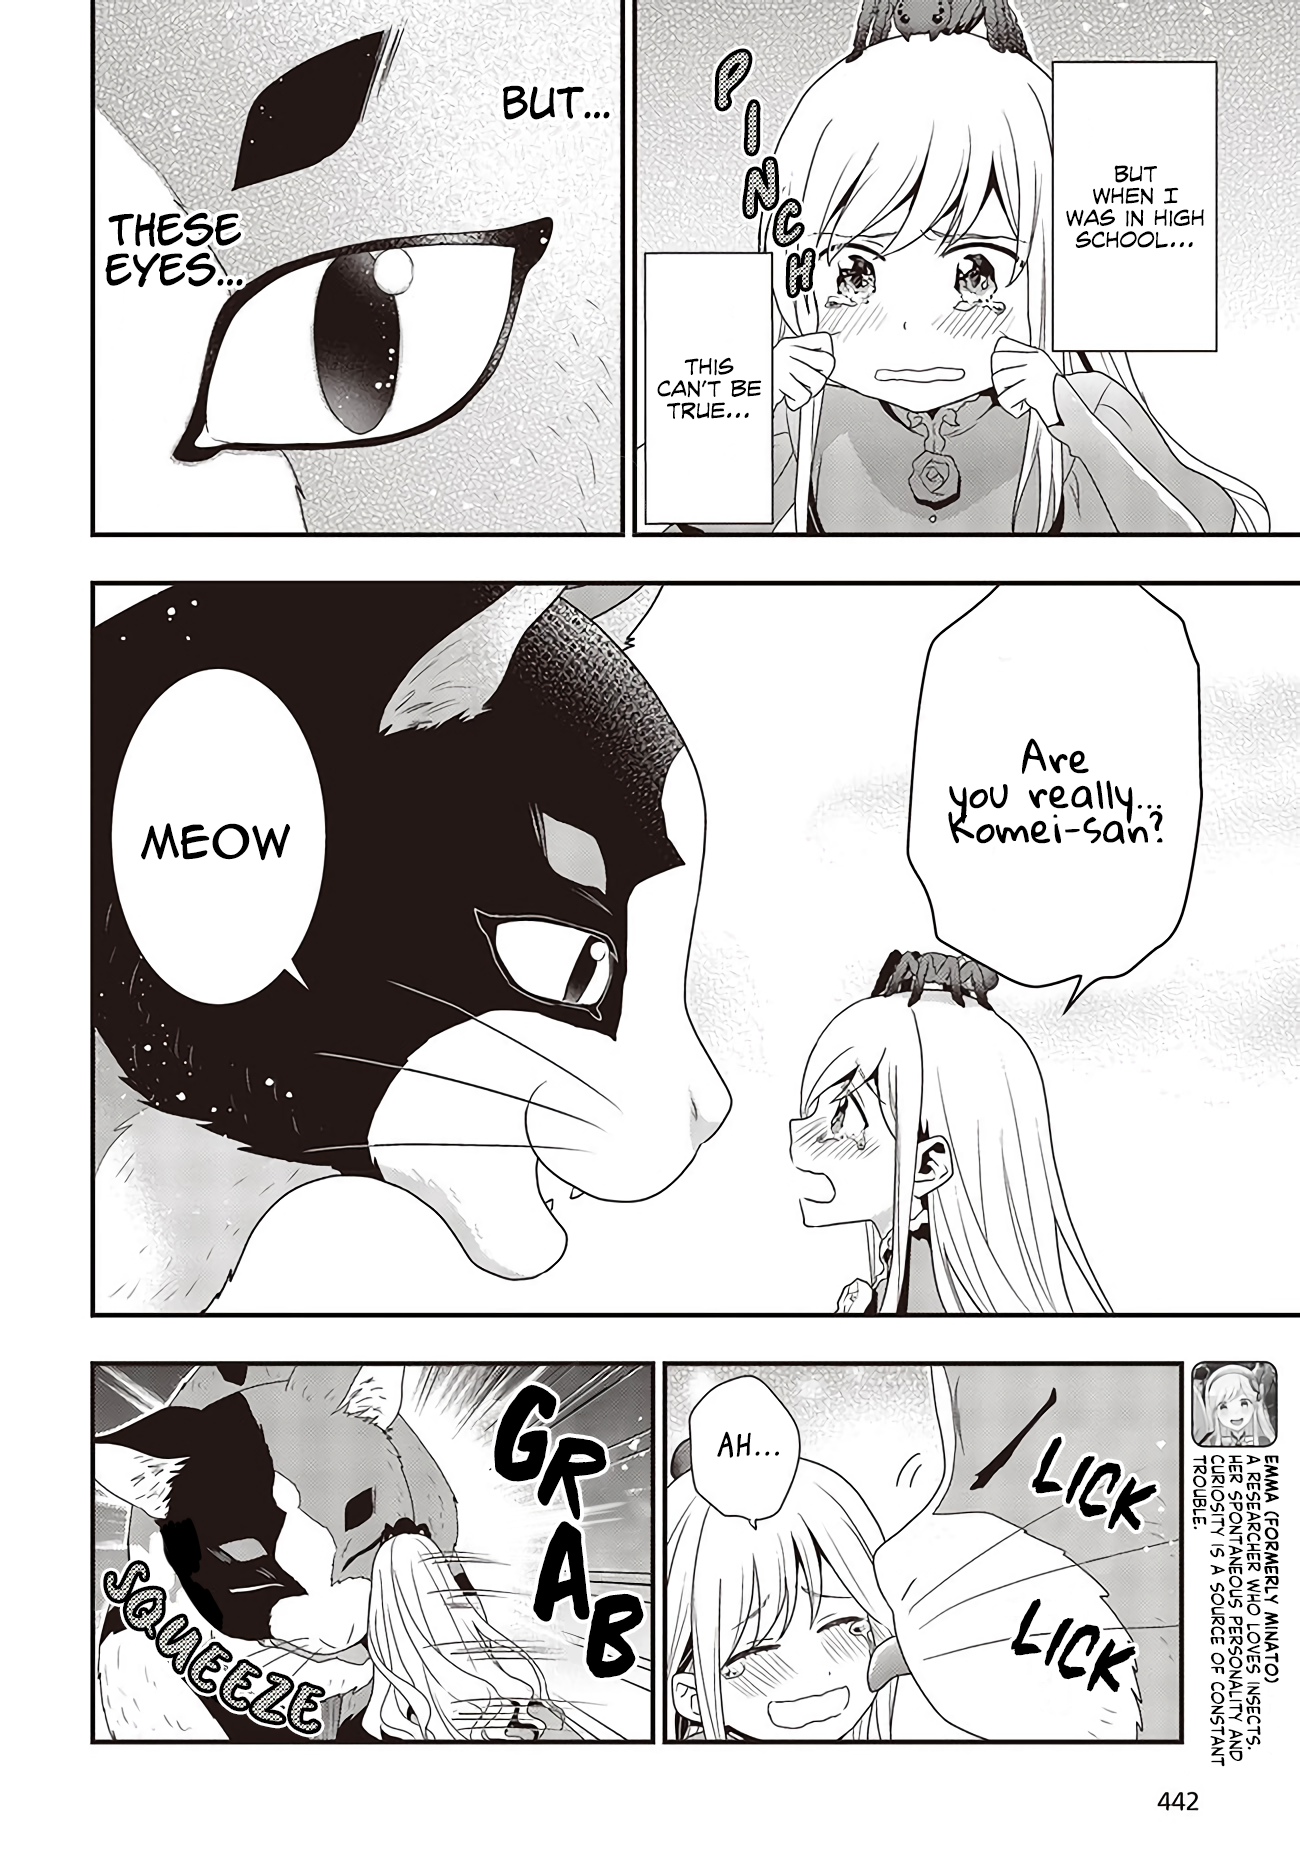 BUT
WHEN I
WAS IN HIGH
SCHOOL...
PINCH
THIS
CAN'T BE
TRUE...
BUT...
THESE
EYES...
Are
you really...
Komei-san?
MEOW
AH...
LICK
LICK
GRAB
SQUEEZE
EMMA (FORMERLY MINATO)
A RESEARCHER WHO LOVES INSECTS.
HER SPONTANEOUS PERSONALITY AND
CURIOSITY IS A SOURCE OF CONSTANT
TROUBLE.
442